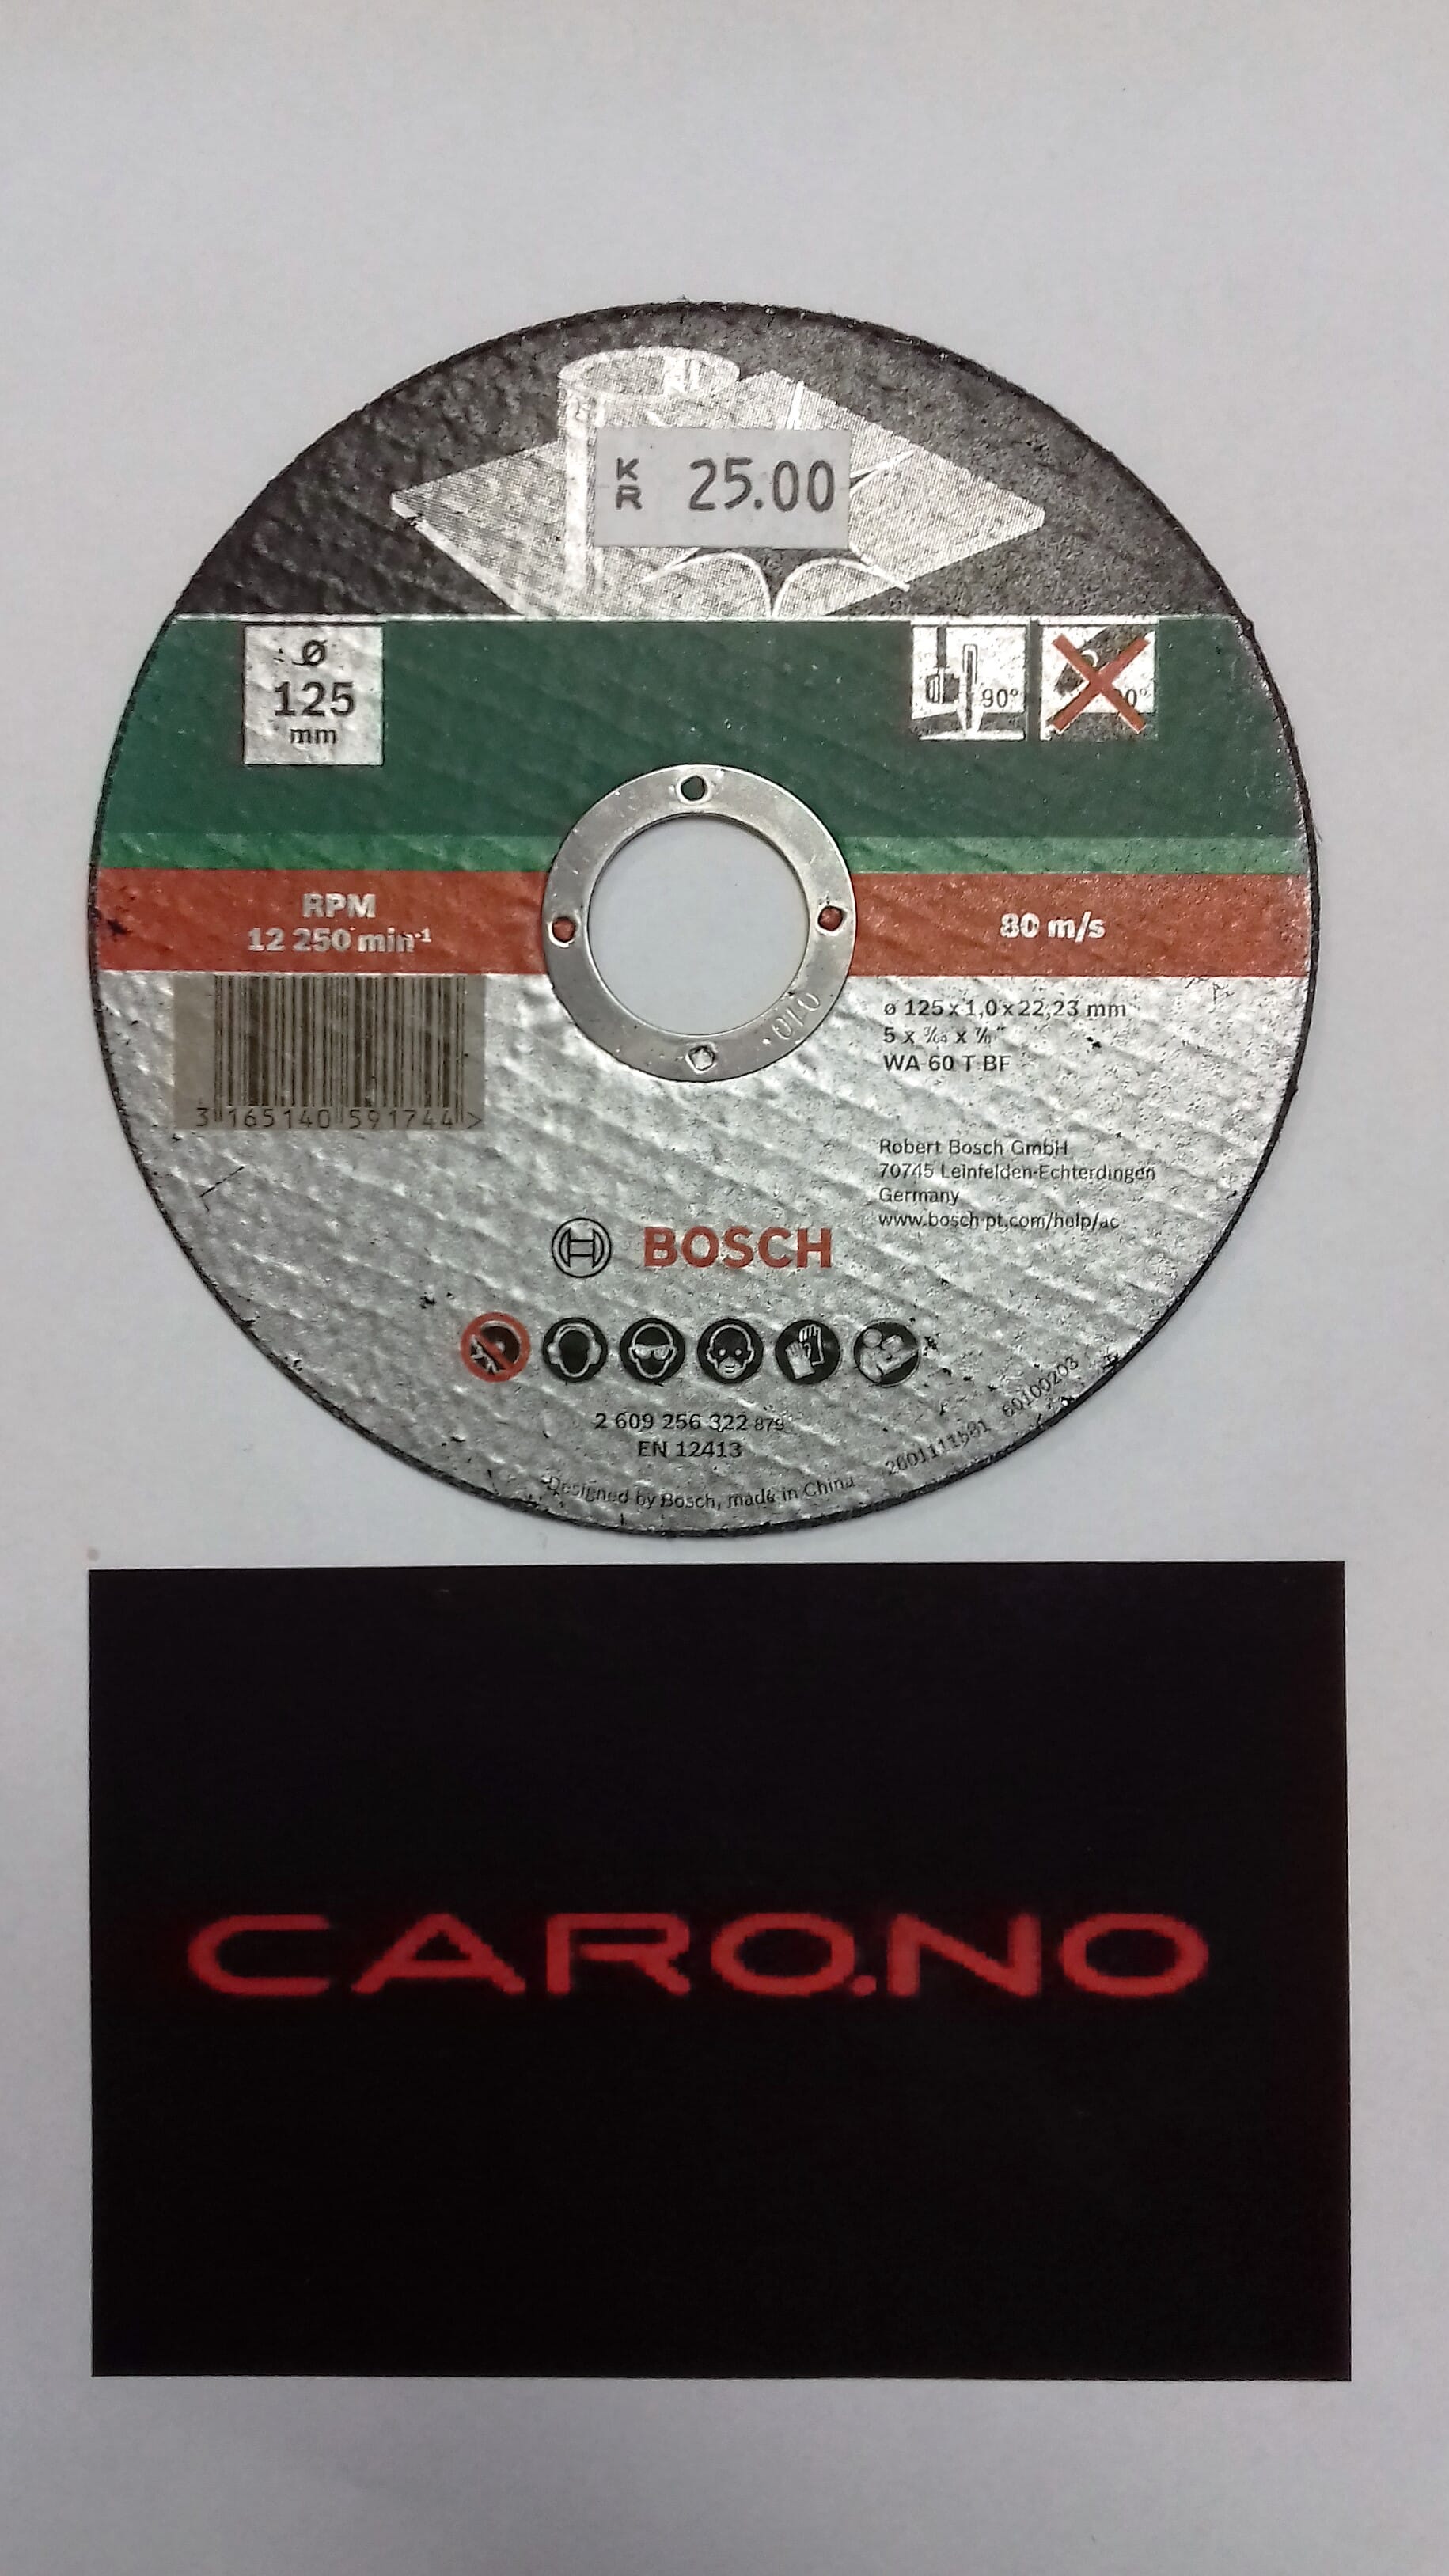 KR 25.00
ø
125
mm
90°
RPM
12 250 min⁻¹
80 m/s
ø 125 x 1,0 x 22,23 mm
WA 60 T BF
3 165140 591744 >
Robert Bosch GmbH
70745 Leinfelden-Echterdingen
Germany
www.bosch-pt.com/help/ac
BOSCH
2 609 256 322 879
EN 12413
Designed by Bosch, made in China
CARO.NO